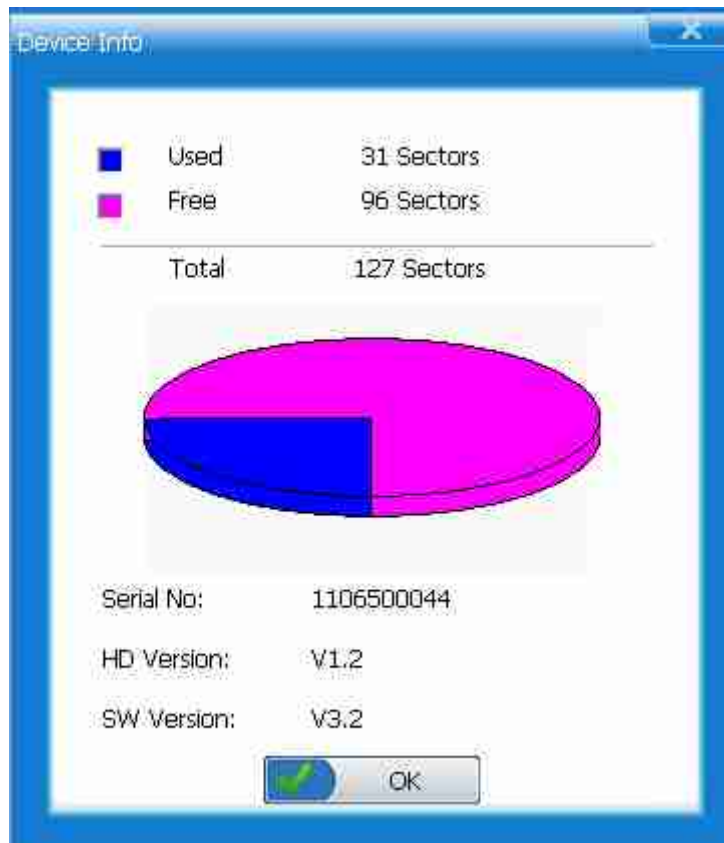 Device Info
Used 31 Sectors
Free 96 Sectors
Total 127 Sectors
Serial No: 1106500044
HD Version: V1.2
SW Version: V3.2
OK